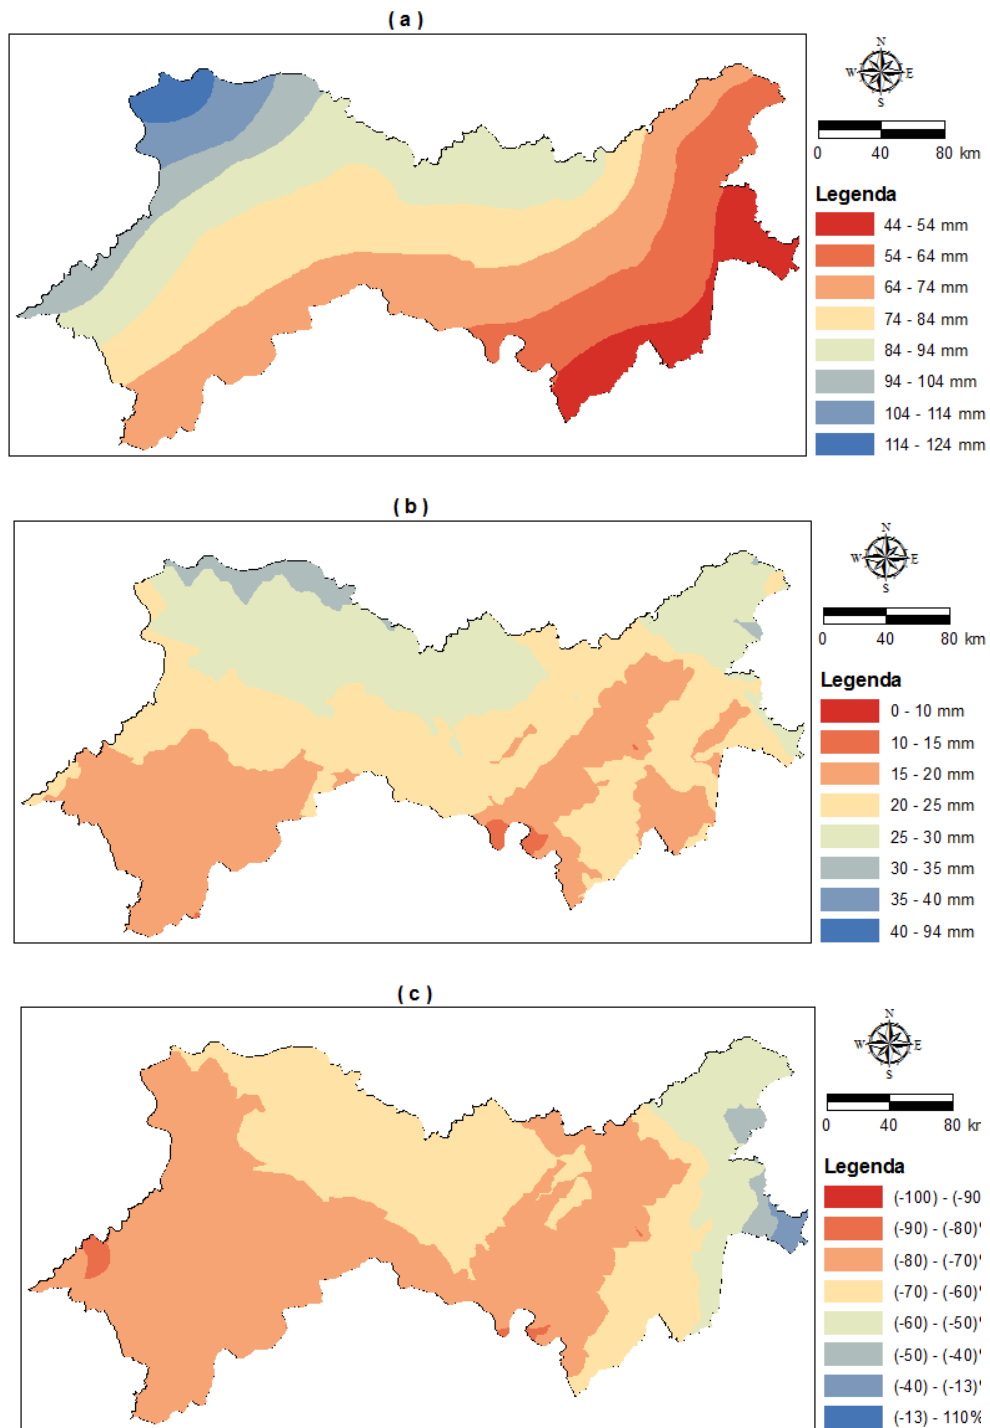 ( a )
N
W E
S
0 40 80 km
Legenda
44 - 54 mm
54 - 64 mm
64 - 74 mm
74 - 84 mm
84 - 94 mm
94 - 104 mm
104 - 114 mm
114 - 124 mm
( b )
N
W E
S
0 40 80 km
Legenda
0 - 10 mm
10 - 15 mm
15 - 20 mm
20 - 25 mm
25 - 30 mm
30 - 35 mm
35 - 40 mm
40 - 94 mm
( c )
N
W E
S
0 40 80 km
Legenda
(-100) - (-90
(-90) - (-80)%
(-80) - (-70)%
(-70) - (-60)%
(-60) - (-50)%
(-50) - (-40)%
(-40) - (-13)%
(-13) - 110%